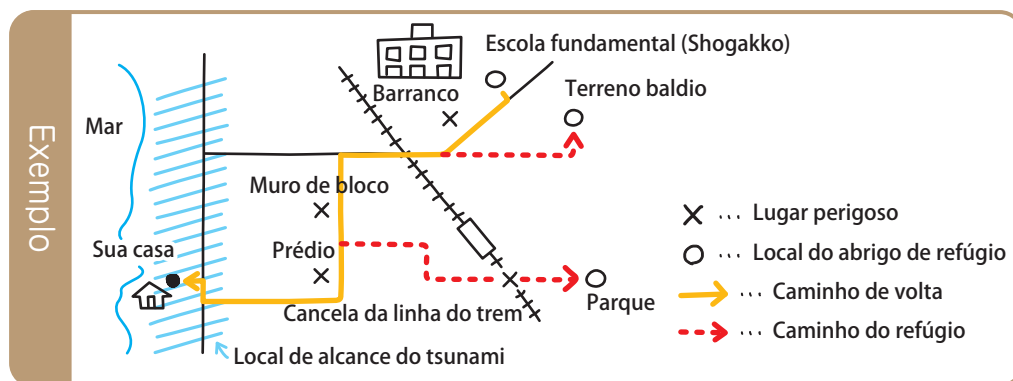 Exemplo
Escola fundamental (Shogakko)
Barranco
Terreno baldio
Mar
Muro de bloco
Prédio
Sua casa
Cancela da linha do trem
Parque
Local de alcance do tsunami
... Lugar perigoso
... Local do abrigo de refúgio
... Caminho de volta
... Caminho do refúgio